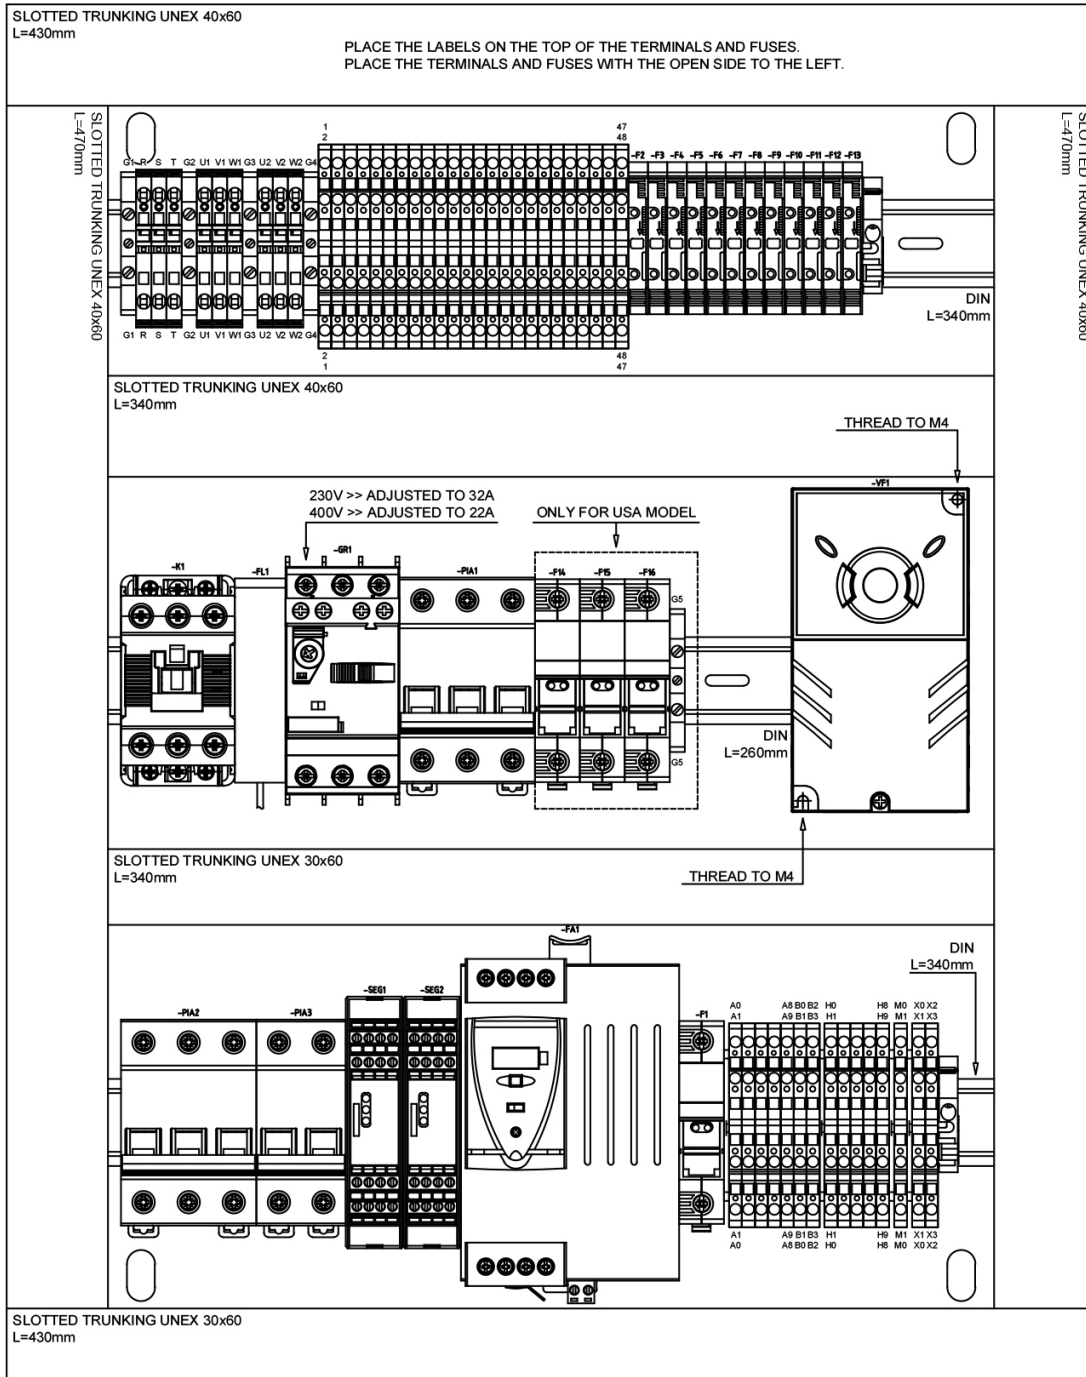 SLOTTED TRUNKING UNEX 40x60
L=430mm
PLACE THE LABELS ON THE TOP OF THE TERMINALS AND FUSES.
PLACE THE TERMINALS AND FUSES WITH THE OPEN SIDE TO THE LEFT.
SLOTTED TRUNKING UNEX 40x60
L=470mm
SLOTTED TRUNKING UNEX 40x60
L=470mm
1 47
2 48
G1 R S T G2 U1 V1 W1 G3 U2 V2 W2 G4
-F2 -F3 -F4 -F5 -F6 -F7 -F8 -F9 -F10 -F11 -F12 -F13
DIN
L=340mm
G1 R S T G2 U1 V1 W1 G3 U2 V2 W2 G4
2 48
1 47
SLOTTED TRUNKING UNEX 40x60
L=340mm
THREAD TO M4
230V >> ADJUSTED TO 32A
400V >> ADJUSTED TO 22A
ONLY FOR USA MODEL
-VF1
-K1 -FL1 -GR1 -PIA1 -F14 -F15 -F16
G5
DIN
L=260mm
G5
THREAD TO M4
SLOTTED TRUNKING UNEX 30x60
L=340mm
-FA1
DIN
L=340mm
-PIA2 -PIA3 -SEG1 -SEG2 -F1
A0 A8 B0 B2 H0 H8 M0 X0 X2
A1 A9 B1 B3 H1 H9 M1 X1 X3
A1 A9 B1 B3 H1 H9 M1 X1 X3
A0 A8 B0 B2 H0 H8 M0 X0 X2
SLOTTED TRUNKING UNEX 30x60
L=430mm